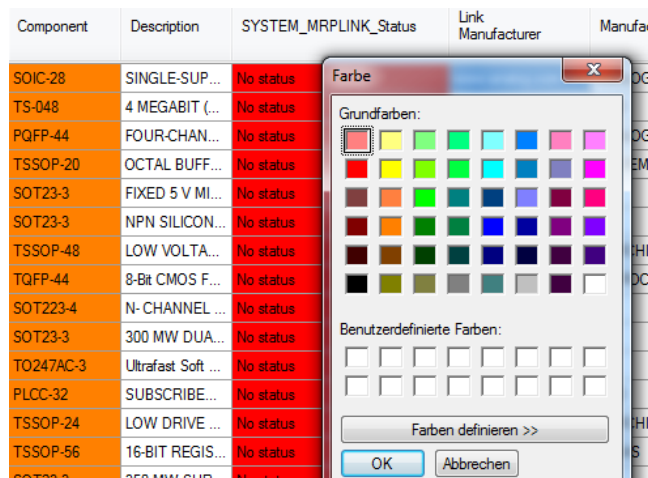 Component Description SYSTEM_MRPLINK_Status Link Manufacturer
SOIC-28 SINGLE-SUP... No status
TS-048 4 MEGABIT (... No status
PQFP-44 FOUR-CHAN... No status
TSSOP-20 OCTAL BUFF... No status
SOT23-3 FIXED 5 V MI... No status
SOT23-3 NPN SILICON... No status
TSSOP-48 LOW VOLTA... No status
TQFP-44 8-Bit CMOS F... No status
SOT223-4 N- CHANNEL ... No status
SOT23-3 300 MW DUA... No status
TO247AC-3 Ultrafast Soft ... No status
PLCC-32 SUBSCRIBE... No status
TSSOP-24 LOW DRIVE ... No status
TSSOP-56 16-BIT REGIS... No status
Farbe
Grundfarben:
Benutzerdefinierte Farben:
Farben definieren >>
OK Abbrechen